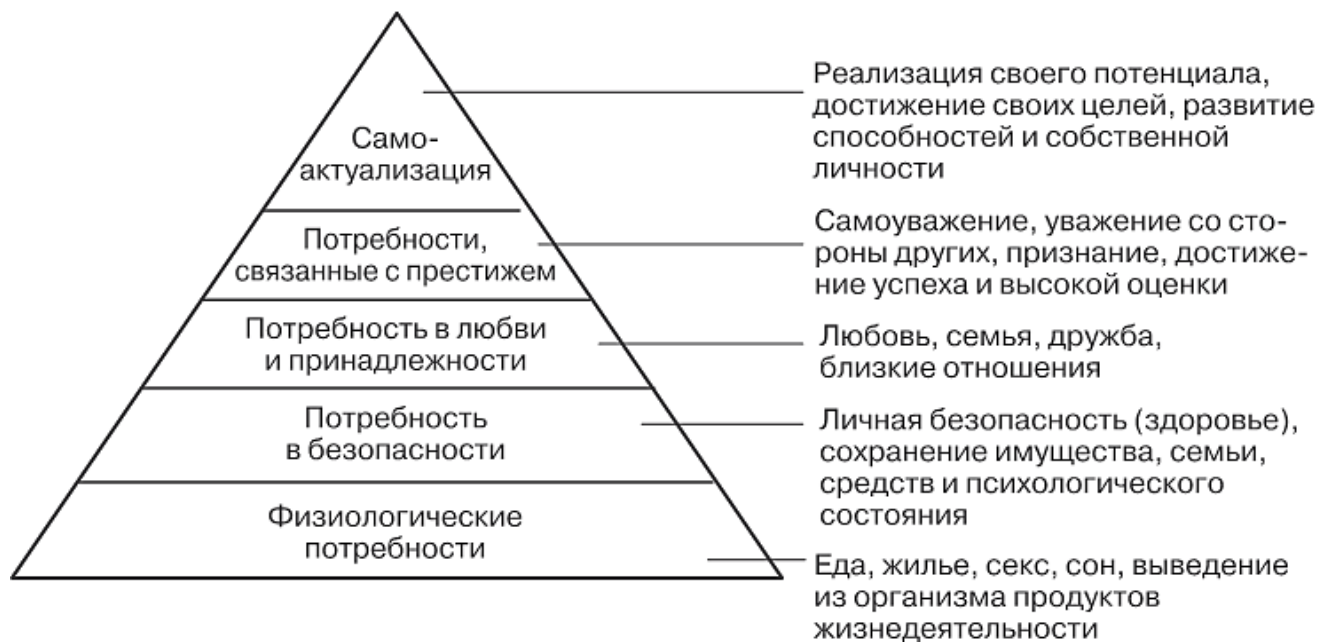 Само-
актуализация
Реализация своего потенциала,
достижение своих целей, развитие
способностей и собственной
личности
Потребности,
связанные с престижем
Самоуважение, уважение со сто-
роны других, признание, достиже-
ние успеха и высокой оценки
Потребность в любви
и принадлежности
Любовь, семья, дружба,
близкие отношения
Потребность
в безопасности
Личная безопасность (здоровье),
сохранение имущества, семьи,
средств и психологического
состояния
Физиологические
потребности
Еда, жилье, секс, сон, выведение
из организма продуктов
жизнедеятельности